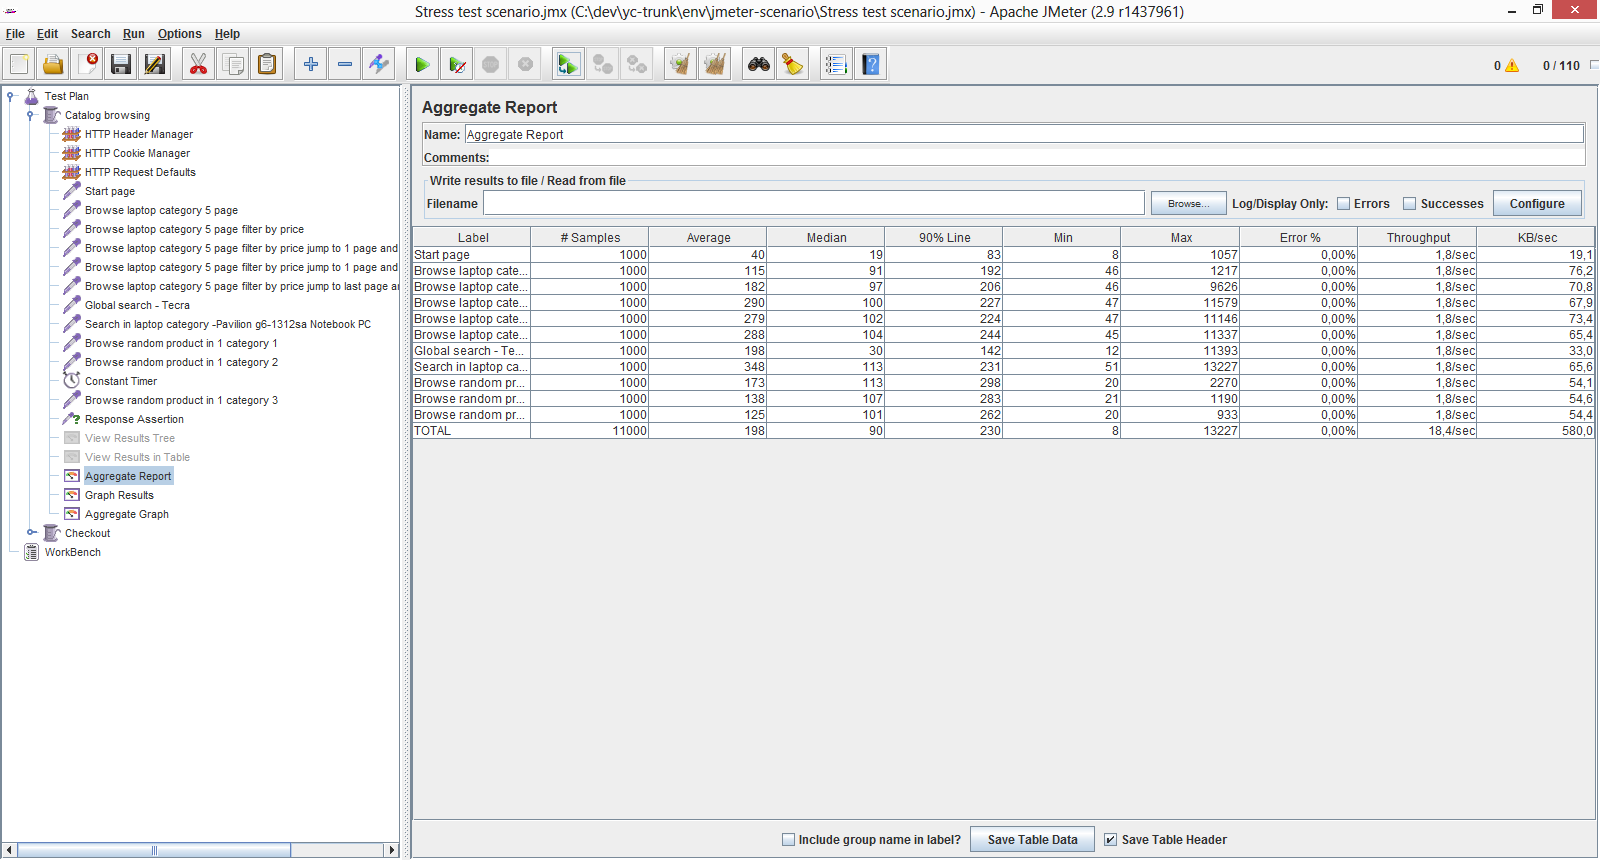 Stress test scenario.jmx (C:\dev\yc-trunk\env\jmeter-scenario\Stress test scenario.jmx) - Apache JMeter (2.9 r1437961)
File Edit Search Run Options Help
0 0 / 110
Test Plan
Catalog browsing
HTTP Header Manager
HTTP Cookie Manager
HTTP Request Defaults
Start page
Browse laptop category 5 page
Browse laptop category 5 page filter by price
Browse laptop category 5 page filter by price jump to 1 page and
Browse laptop category 5 page filter by price jump to 1 page and
Browse laptop category 5 page filter by price jump to last page a
Global search - Tecra
Search in laptop category -Pavilion g6-1312sa Notebook PC
Browse random product in 1 category 1
Browse random product in 1 category 2
Constant Timer
Browse random product in 1 category 3
Response Assertion
View Results Tree
View Results in Table
Aggregate Report
Graph Results
Aggregate Graph
Checkout
WorkBench
Aggregate Report
Name: Aggregate Report
Comments:
Write results to file / Read from file
Filename Browse... Log/Display Only: Errors Successes Configure
Label # Samples Average Median 90% Line Min Max Error % Throughput KB/sec
Start page 1000 40 19 83 8 1057 0,00% 1,8/sec 19,1
Browse laptop cate... 1000 115 91 192 46 1217 0,00% 1,8/sec 76,2
Browse laptop cate... 1000 182 97 206 46 9626 0,00% 1,8/sec 70,8
Browse laptop cate... 1000 290 100 227 47 11579 0,00% 1,8/sec 67,9
Browse laptop cate... 1000 279 102 224 47 11146 0,00% 1,8/sec 73,4
Browse laptop cate... 1000 288 104 244 45 11337 0,00% 1,8/sec 65,4
Global search - Te... 1000 198 30 142 12 11393 0,00% 1,8/sec 33,0
Search in laptop ca... 1000 348 113 231 51 13227 0,00% 1,8/sec 65,6
Browse random pr... 1000 173 113 298 20 2270 0,00% 1,8/sec 54,1
Browse random pr... 1000 138 107 283 21 1190 0,00% 1,8/sec 54,6
Browse random pr... 1000 125 101 262 20 933 0,00% 1,8/sec 54,4
TOTAL 11000 198 90 230 8 13227 0,00% 18,4/sec 580,0
Include group name in label? Save Table Data Save Table Header